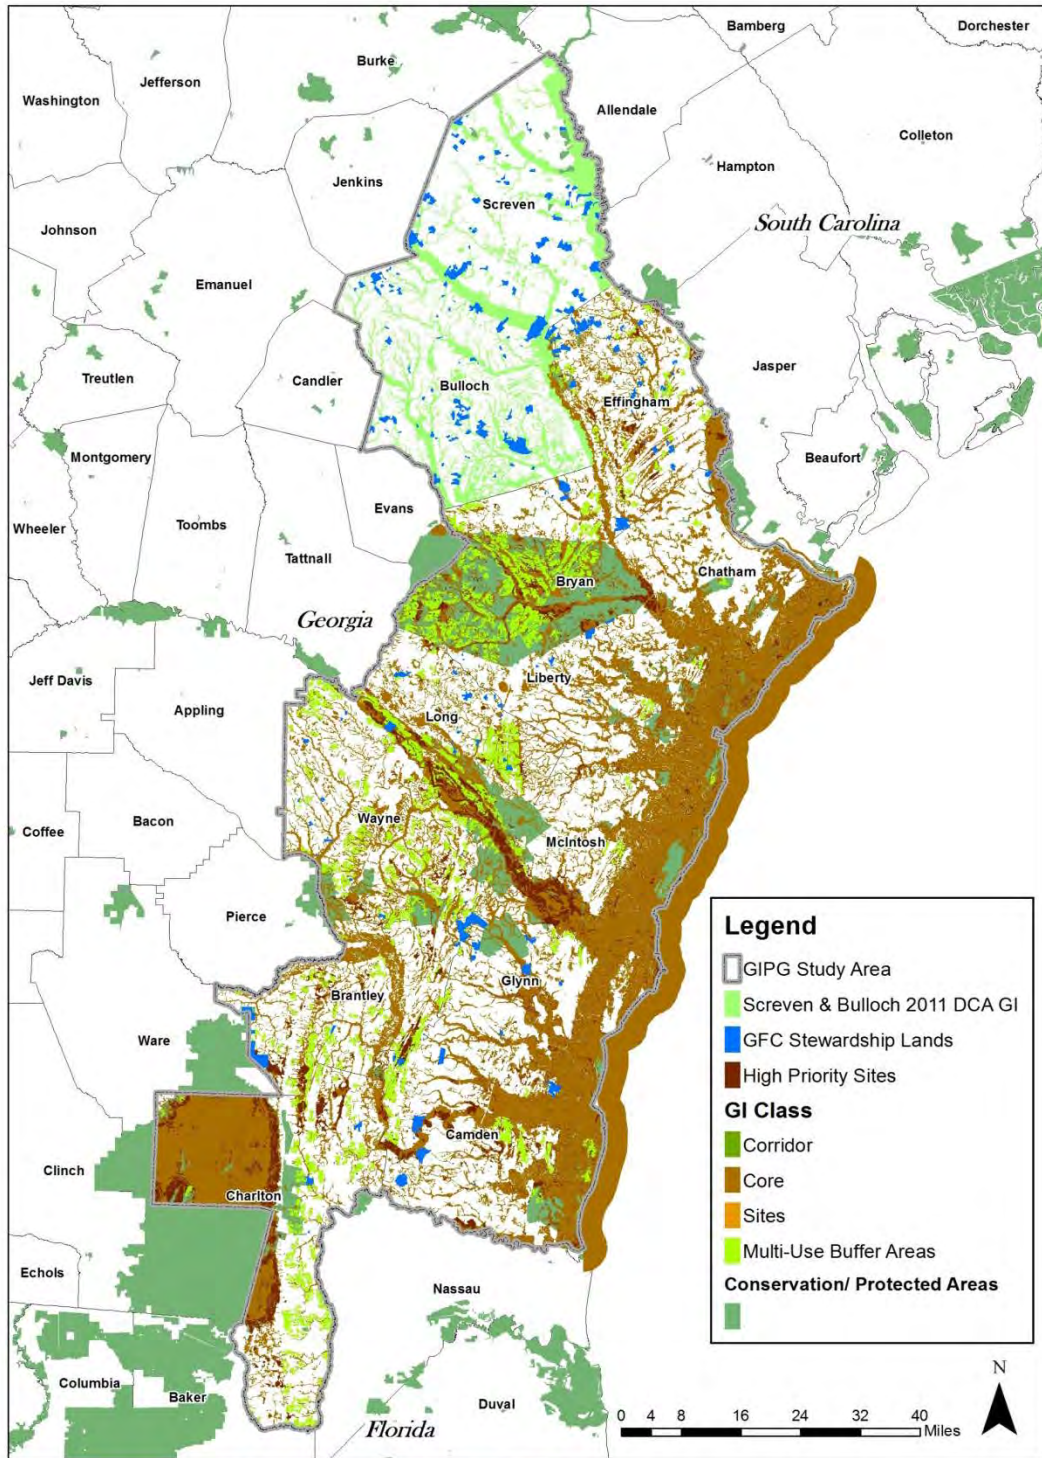 Bamberg
Dorchester
Burke
Jefferson
Washington
Allendale
Colleton
Hampton
Jenkins
Screven
South Carolina
Johnson
Emanuel
Jasper
Treutlen
Candler
Bulloch
Effingham
Beaufort
Montgomery
Evans
Wheeler
Toombs
Tattnall
Chatham
Bryan
Georgia
Liberty
Jeff Davis
Appling
Long
Coffee
Bacon
Wayne
McIntosh
Pierce
Glynn
Brantley
Ware
Camden
Clinch
Charlton
Echols
Nassau
Columbia
Baker
Duval
Florida
Legend
GIPG Study Area
Screven & Bulloch 2011 DCA GI
GFC Stewardship Lands
High Priority Sites
GI Class
Corridor
Core
Sites
Multi-Use Buffer Areas
Conservation/ Protected Areas
N
0 4 8 16 24 32 40
Miles